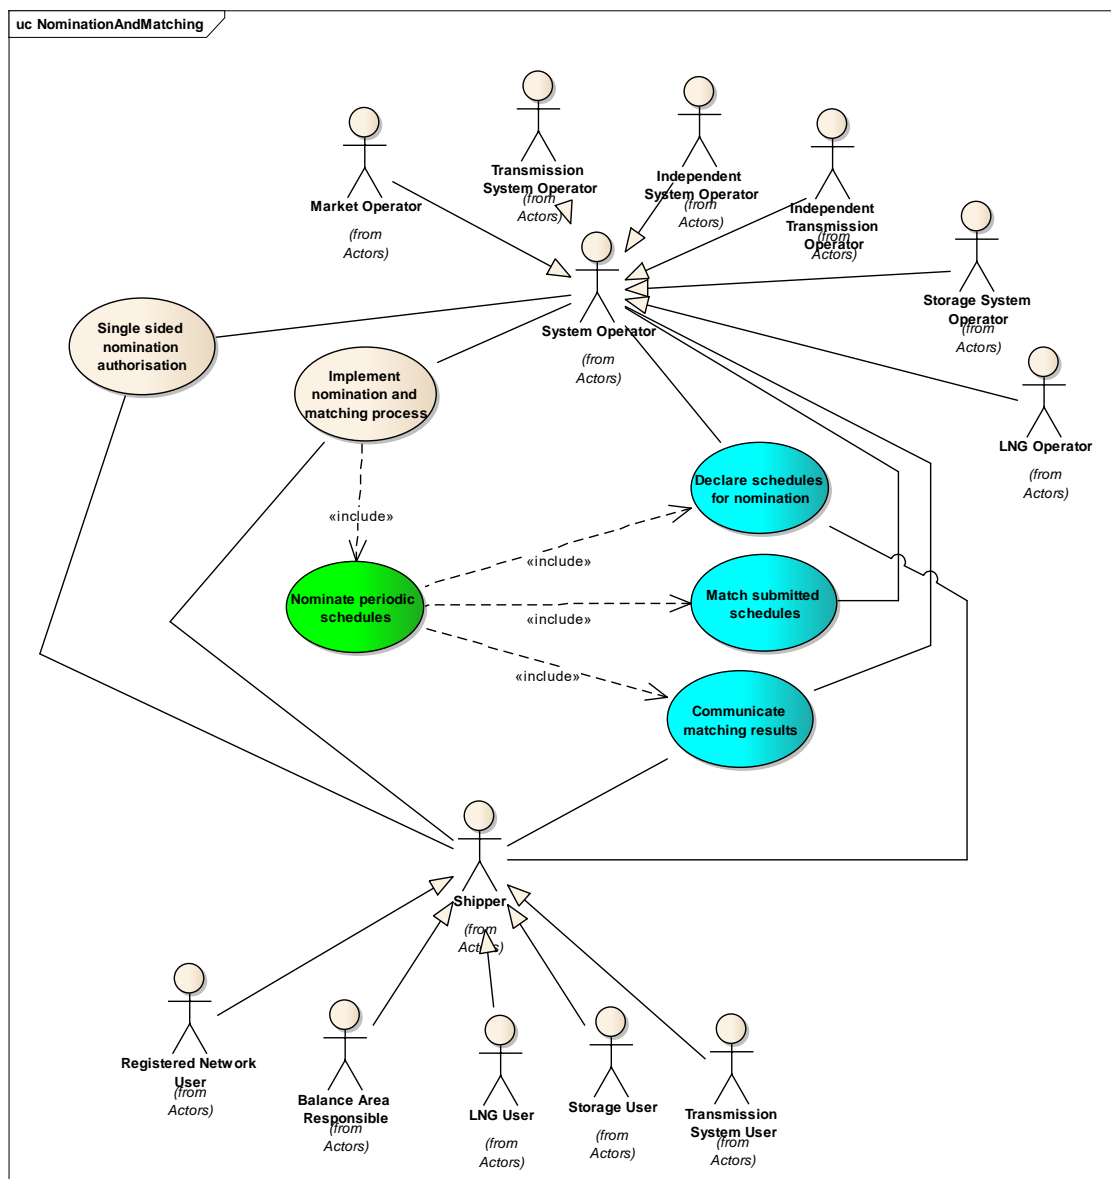 uc NominationAndMatching
Transmission
System Operator
(from
Actors)
Independent
System Operator
(from
Actors)
Market Operator
(from
Actors)
Independent
Transmission
Operator
(from
Actors)
Storage System
Operator
(from
Actors)
System Operator
(from
Actors)
Single sided
nomination
authorisation
Implement
nomination and
matching process
LNG Operator
(from
Actors)
Declare schedules
for nomination
«include»
«include»
Nominate periodic
schedules
Match submitted
schedules
«include»
«include»
Communicate
matching results
Shipper
(from
Actors)
Registered Network
User
(from
Actors)
Balance Area
Responsible
(from
Actors)
LNG User
(from
Actors)
Storage User
(from
Actors)
Transmission
System User
(from
Actors)